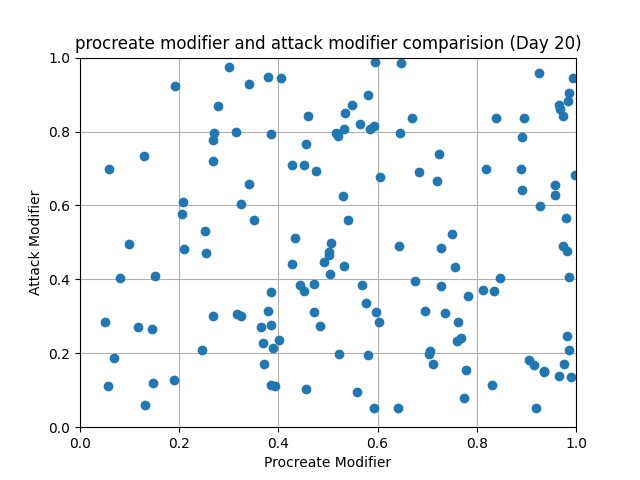 procreate modifier and attack modifier comparision (Day 20)
1.0
0.8
0.6
0.4
0.2
0.0
Attack Modifier
0.0 0.2 0.4 0.6 0.8 1.0
Procreate Modifier